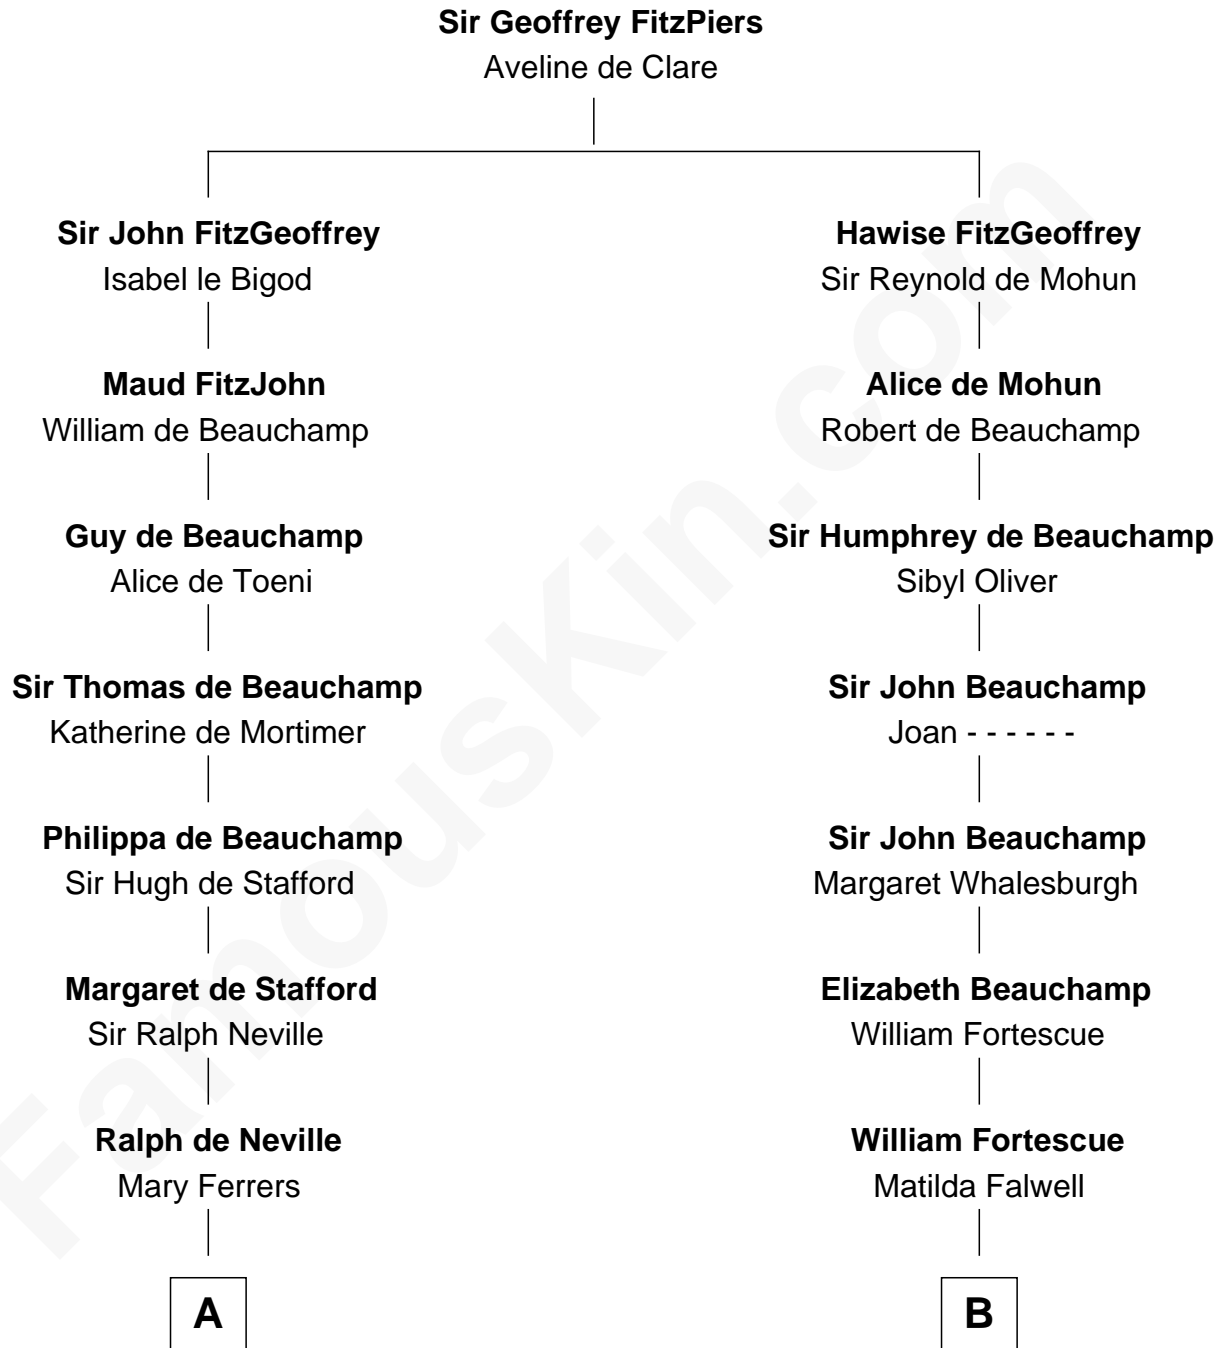 Sir Geoffrey FitzPiers
Aveline de Clare
Sir John FitzGeoffrey
Isabel le Bigod
Maud FitzJohn
William de Beauchamp
Guy de Beauchamp
Alice de Toeni
Sir Thomas de Beauchamp
Katherine de Mortimer
Philippa de Beauchamp
Sir Hugh de Stafford
Margaret de Stafford
Sir Ralph Neville
Ralph de Neville
Mary Ferrers
A
Hawise FitzGeoffrey
Sir Reynold de Mohun
Alice de Mohun
Robert de Beauchamp
Sir Humphrey de Beauchamp
Sibyl Oliver
Sir John Beauchamp
Joan - - - - - -
Sir John Beauchamp
Margaret Whalesburgh
Elizabeth Beauchamp
William Fortescue
William Fortescue
Matilda Falwell
B
FamousKin.com